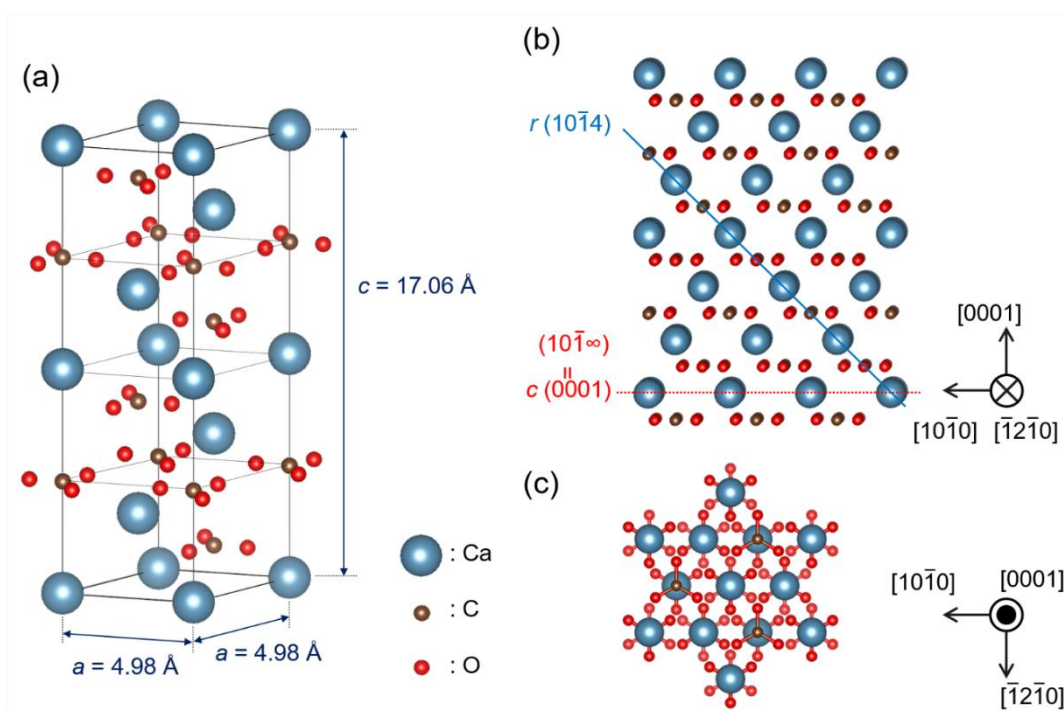 (a)
c = 17.06 Å
a = 4.98 Å
a = 4.98 Å
: Ca
: C
: O
(b)
r (101̄4)
(101̄∞)
=
c (0001)
[0001]
[101̄0]
[1̄21̄0]
(c)
[101̄0]
[0001]
[1̄21̄0]